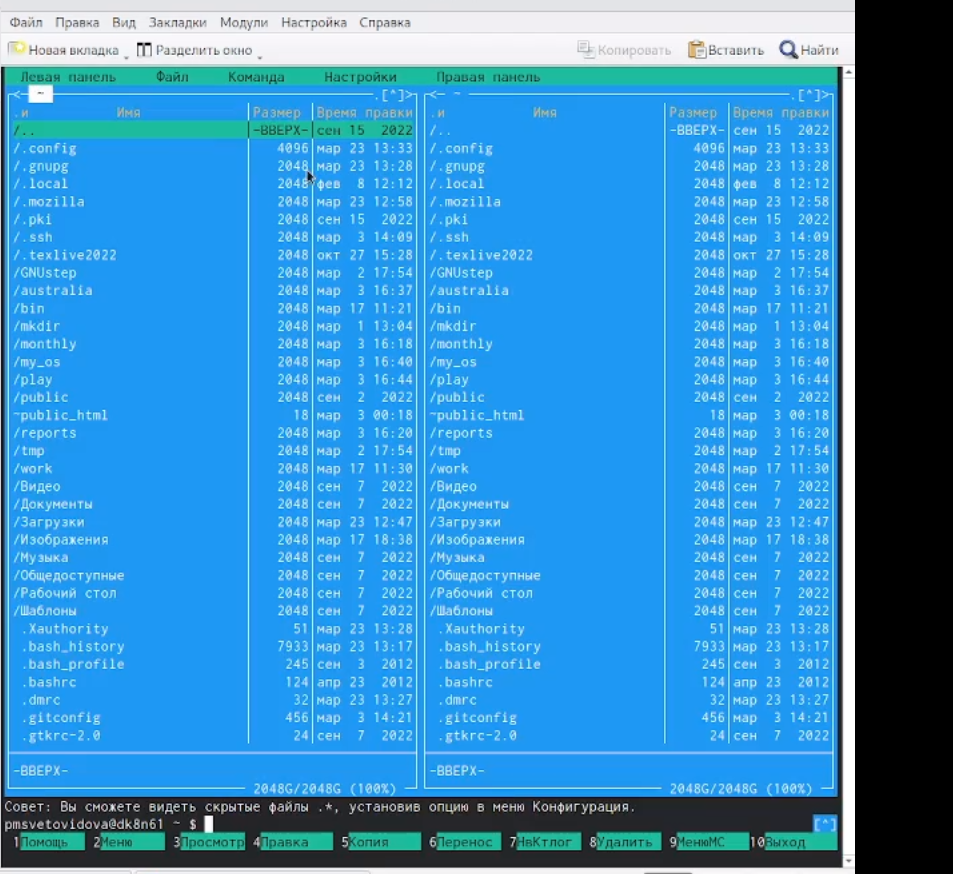 Файл Правка Вид Закладки Модули Настройка Справка
Новая вкладка Разделить окно Копировать Вставить Найти
Левая панель Файл Команда Настройки Правая панель
<- ~ .[^]> <- ~ .[^]>
.и Имя Размер Время правки .и Имя Размер Время правки
/.. -ВВЕРХ- сен 15 2022 /.. -ВВЕРХ- сен 15 2022
/.config 4096 мар 23 13:33 /.config 4096 мар 23 13:33
/.gnupg 2048 мар 23 13:28 /.gnupg 2048 мар 23 13:28
/.local 2048 фев 8 12:12 /.local 2048 фев 8 12:12
/.mozilla 2048 мар 23 12:58 /.mozilla 2048 мар 23 12:58
/.pki 2048 сен 15 2022 /.pki 2048 сен 15 2022
/.ssh 2048 мар 3 14:09 /.ssh 2048 мар 3 14:09
/.texlive2022 2048 окт 27 15:28 /.texlive2022 2048 окт 27 15:28
/GNUstep 2048 мар 2 17:54 /GNUstep 2048 мар 2 17:54
/australia 2048 мар 3 16:37 /australia 2048 мар 3 16:37
/bin 2048 мар 17 11:21 /bin 2048 мар 17 11:21
/mkdir 2048 мар 1 13:04 /mkdir 2048 мар 1 13:04
/monthly 2048 мар 3 16:18 /monthly 2048 мар 3 16:18
/my_os 2048 мар 3 16:40 /my_os 2048 мар 3 16:40
/play 2048 мар 3 16:44 /play 2048 мар 3 16:44
/public 2048 сен 2 2022 /public 2048 сен 2 2022
~public_html 18 мар 3 00:18 ~public_html 18 мар 3 00:18
/reports 2048 мар 3 16:20 /reports 2048 мар 3 16:20
/tmp 2048 мар 2 17:54 /tmp 2048 мар 2 17:54
/work 2048 мар 17 11:30 /work 2048 мар 17 11:30
/Видео 2048 сен 7 2022 /Видео 2048 сен 7 2022
/Документы 2048 сен 7 2022 /Документы 2048 сен 7 2022
/Загрузки 2048 мар 23 12:47 /Загрузки 2048 мар 23 12:47
/Изображения 2048 мар 17 18:38 /Изображения 2048 мар 17 18:38
/Музыка 2048 сен 7 2022 /Музыка 2048 сен 7 2022
/Общедоступные 2048 сен 7 2022 /Общедоступные 2048 сен 7 2022
/Рабочий стол 2048 сен 7 2022 /Рабочий стол 2048 сен 7 2022
/Шаблоны 2048 сен 7 2022 /Шаблоны 2048 сен 7 2022
.Xauthority 51 мар 23 13:28 .Xauthority 51 мар 23 13:28
.bash_history 7933 мар 23 13:17 .bash_history 7933 мар 23 13:17
.bash_profile 245 сен 3 2012 .bash_profile 245 сен 3 2012
.bashrc 124 апр 23 2012 .bashrc 124 апр 23 2012
.dmrc 32 мар 23 13:27 .dmrc 32 мар 23 13:27
.gitconfig 456 мар 3 14:21 .gitconfig 456 мар 3 14:21
.gtkrc-2.0 24 сен 7 2022 .gtkrc-2.0 24 сен 7 2022
-ВВЕРХ- -ВВЕРХ-
2048G/2048G (100%) 2048G/2048G (100%)
Совет: Вы сможете видеть скрытые файлы .*, установив опцию в меню Конфигурация.
pmsvetovidova@dk8n61 ~ $ [^]
1Помощь 2Меню 3Просмотр 4Правка 5Копия 6Перенос 7НвКтлог 8Удалить 9МенюMC 10Выход